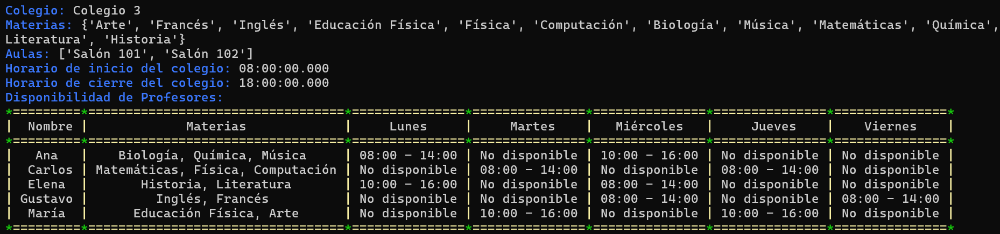 Colegio: Colegio 3
Materias: {'Arte', 'Francés', 'Inglés', 'Educación Física', 'Física', 'Computación', 'Biología', 'Música', 'Matemáticas', 'Química',
Literatura', 'Historia'}
Aulas: ['Salón 101', 'Salón 102']
Horario de inicio del colegio: 08:00:00.000
Horario de cierre del colegio: 18:00:00.000
Disponibilidad de Profesores:
*=========*==================================*===============*===============*===============*===============*===============*
|  Nombre |             Materias             |     Lunes     |     Martes    |   Miércoles   |     Jueves    |    Viernes    |
*=========*==================================*===============*===============*===============*===============*===============*
|   Ana   |    Biología, Química, Música     | 08:00 - 14:00 | No disponible | 10:00 - 16:00 | No disponible | No disponible |
|  Carlos | Matemáticas, Física, Computación | No disponible | 08:00 - 14:00 | No disponible | 08:00 - 14:00 | No disponible |
|  Elena  |       Historia, Literatura       | 10:00 - 16:00 | No disponible | 08:00 - 14:00 | No disponible | No disponible |
| Gustavo |         Inglés, Francés          | No disponible | No disponible | 08:00 - 14:00 | No disponible | 08:00 - 14:00 |
|  María  |      Educación Física, Arte      | No disponible | 10:00 - 16:00 | No disponible | 10:00 - 16:00 | No disponible |
*=========*==================================*===============*===============*===============*===============*===============*